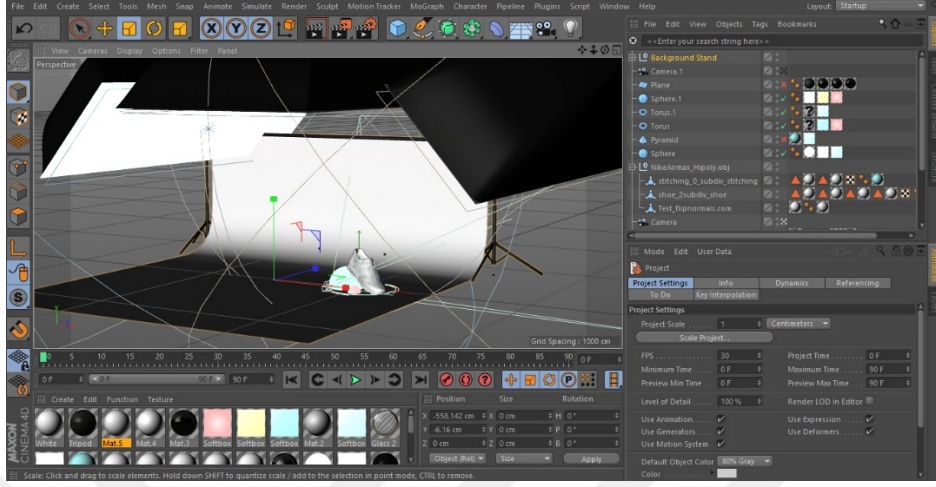 File Edit Create Select Tools Mesh Snap Animate Simulate Render Sculpt Motion Tracker MoGraph Character Pipeline Plugins Script Window Help Layout: Startup
View Cameras Display Options Filter Panel
Perspective
Grid Spacing : 1000 cm
0 5 10 15 20 25 30 35 40 45 50 55 60 65 70 75 80 85 90 0 F
0 F 0 F 90 F 90 F
Create Edit Function Texture
White Tripod Mat.5 Mat.4 Mat.3 Softbox Softbox Softbox Mat.2 Softbox Glass 2
Position Size Rotation
X -558.142 cm X 0 cm H 0°
Y -6.16 cm Y 0 cm P 0°
Z 0 cm Z 0 cm B 0°
Object (Rel) Size Apply
MAXON CINEMA 4D
Scale: Click and drag to scale elements. Hold down SHIFT to quantize scale / add to the selection in point mode, CTRL to remove.
File Edit View Objects Tags Bookmarks
<<Enter your search string here>>
Background Stand
Camera.1
Plane
Sphere.1
Torus.1
Torus
Pyramid
Sphere
NikeAirmax_Hipoly.obj
stitching_0_subdiv_stitching
shoe_2subdiv_shoe
Text_flipnormals.com
Camera
Mode Edit User Data
Project
Project Settings Info Dynamics Referencing
To Do Key Interpolation
Project Settings
Project Scale 1 Centimeters
Scale Project...
FPS 30 Project Time 0 F
Minimum Time 0 F Maximum Time 90 F
Preview Min Time 0 F Preview Max Time 90 F
Level of Detail 100 % Render LOD in Editor
Use Animation Use Expression
Use Generators Use Deformers
Use Motion System
Default Object Color 80% Gray
Color